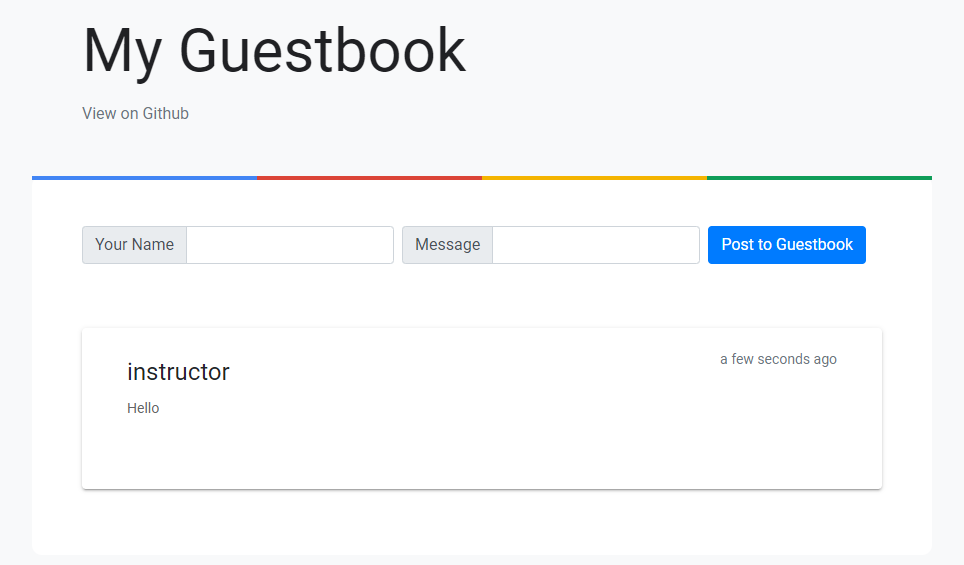 My Guestbook
View on Github
Your Name Message Post to Guestbook
instructor a few seconds ago
Hello